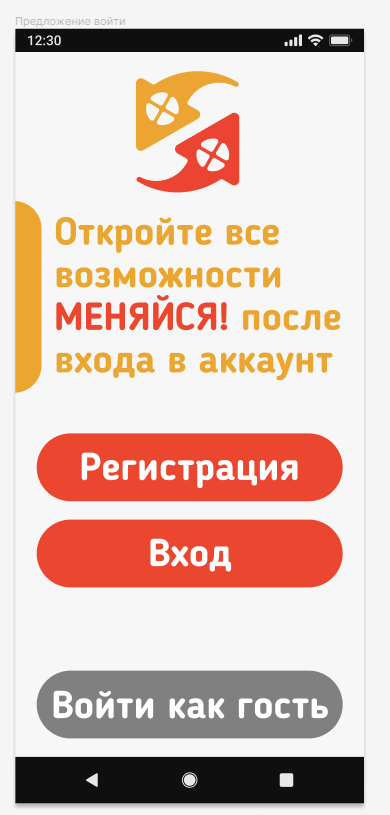 Предложение войти
12:30
Откройте все
возможности
МЕНЯЙСЯ! после
входа в аккаунт
Регистрация
Вход
Войти как гость